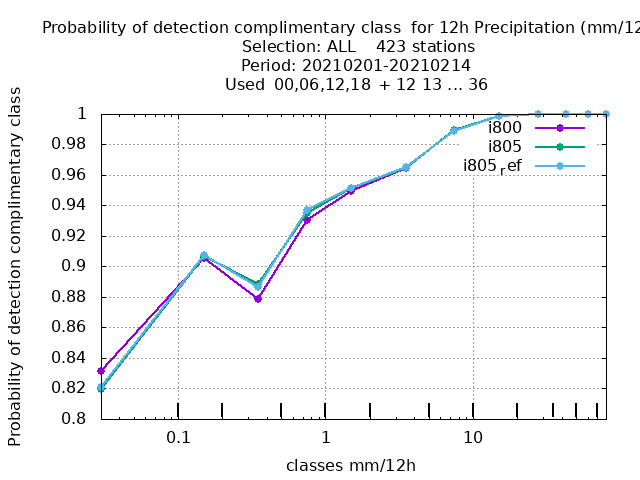 Probability of detection complimentary class for 12h Precipitation (mm/12
Selection: ALL 423 stations
Period: 20210201-20210214
Used 00,06,12,18 + 12 13 ... 36
Probability of detection complimentary class
1
0.98
0.96
0.94
0.92
0.9
0.88
0.86
0.84
0.82
0.8
i800
i805
i805ref
0.1
1
10
classes mm/12h